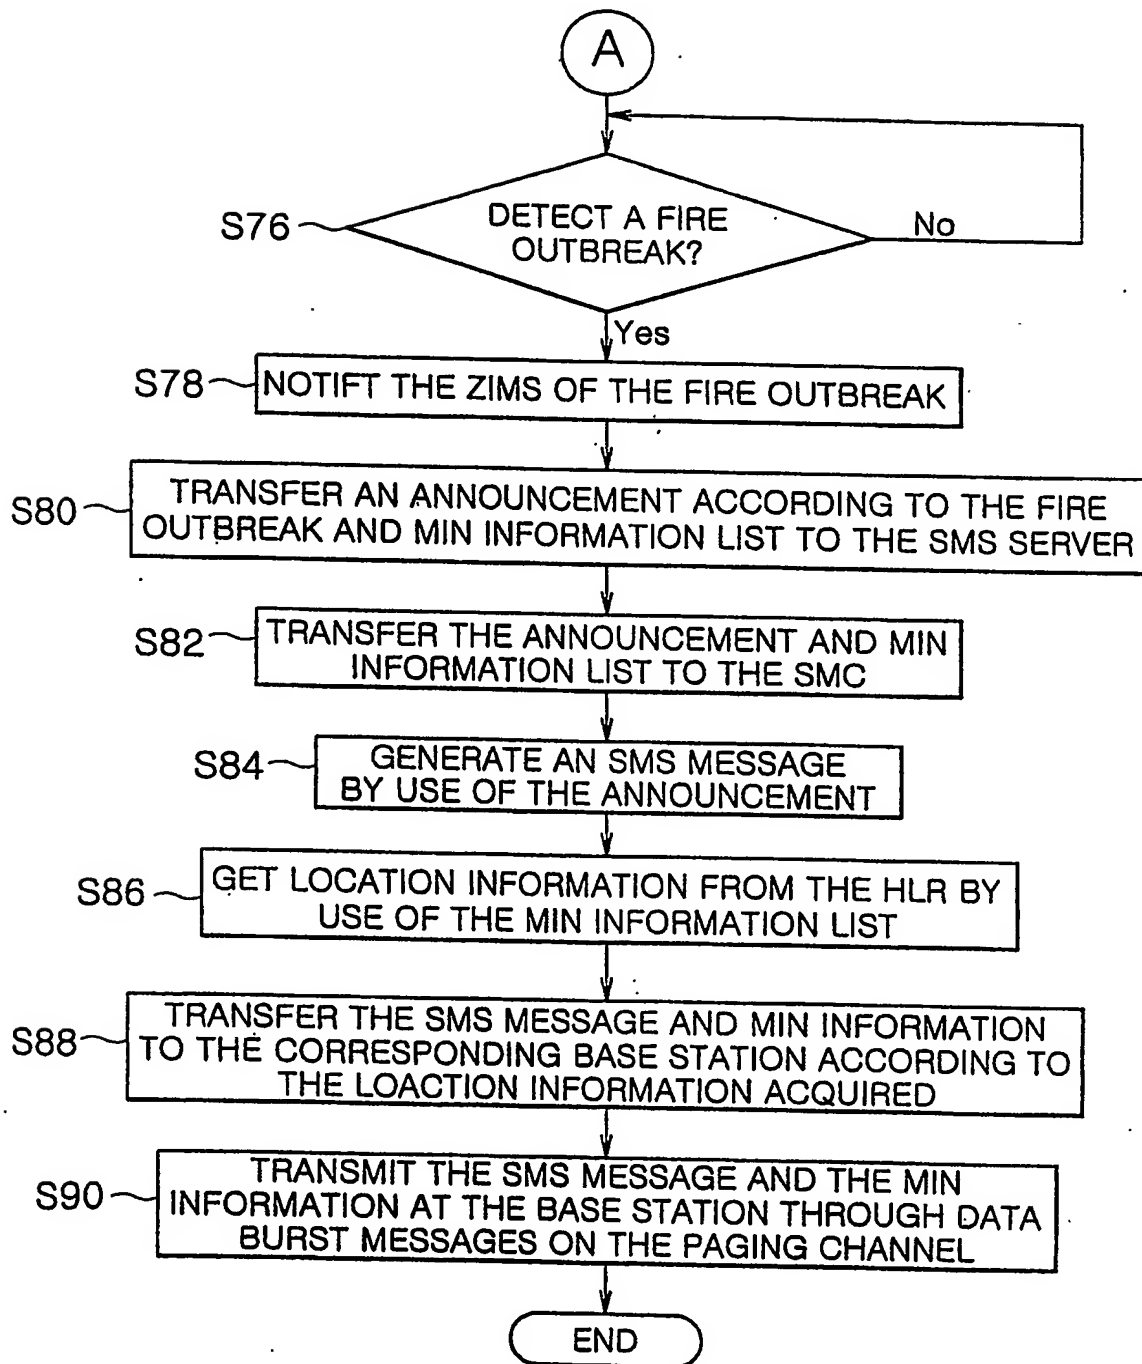 A
S76
DETECT A FIRE
OUTBREAK?
No
Yes
S78
NOTIFT THE ZIMS OF THE FIRE OUTBREAK
S80
TRANSFER AN ANNOUNCEMENT ACCORDING TO THE FIRE
OUTBREAK AND MIN INFORMATION LIST TO THE SMS SERVER
S82
TRANSFER THE ANNOUNCEMENT AND MIN
INFORMATION LIST TO THE SMC
S84
GENERATE AN SMS MESSAGE
BY USE OF THE ANNOUNCEMENT
S86
GET LOCATION INFORMATION FROM THE HLR BY
USE OF THE MIN INFORMATION LIST
S88
TRANSFER THE SMS MESSAGE AND MIN INFORMATION
TO THE CORRESPONDING BASE STATION ACCORDING TO
THE LOACTION INFORMATION ACQUIRED
S90
TRANSMIT THE SMS MESSAGE AND THE MIN
INFORMATION AT THE BASE STATION THROUGH DATA
BURST MESSAGES ON THE PAGING CHANNEL
END